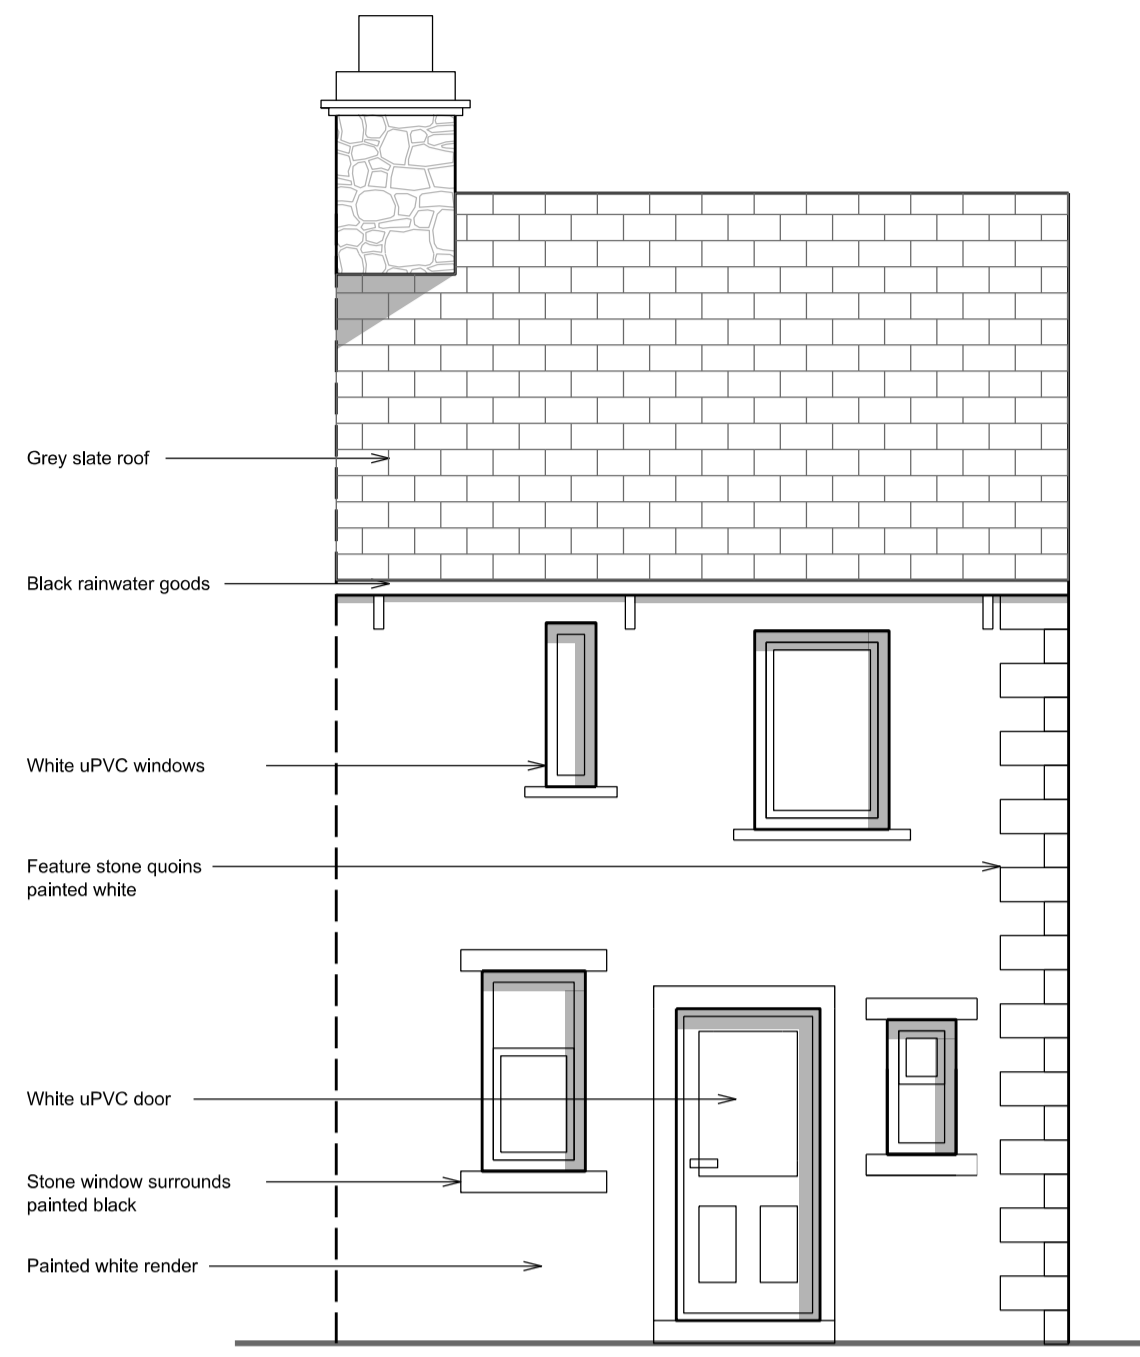 Grey slate roof
Black rainwater goods
White uPVC windows
Feature stone quoins
painted white
White uPVC door
Stone window surrounds
painted black
Painted white render